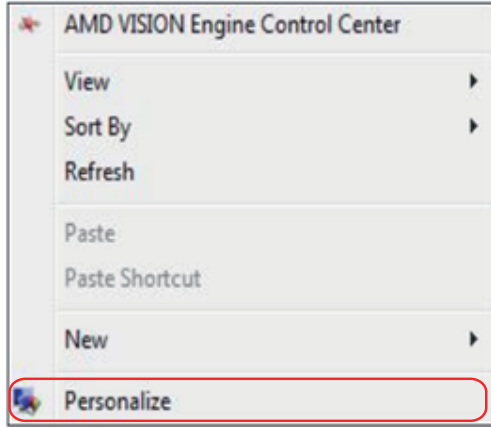 AMD VISION Engine Control Center
View
Sort By
Refresh
Paste
Paste Shortcut
New
Personalize